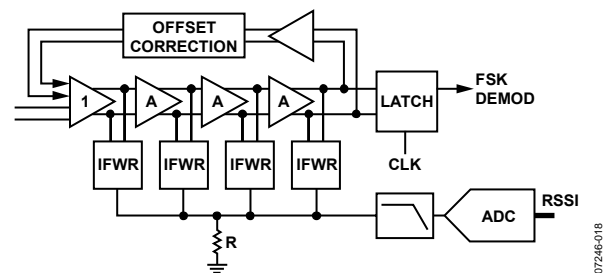 OFFSET
CORRECTION
1
A
A
A
LATCH
FSK
DEMOD
IFWR
IFWR
IFWR
IFWR
CLK
R
ADC
RSSI
07246-018